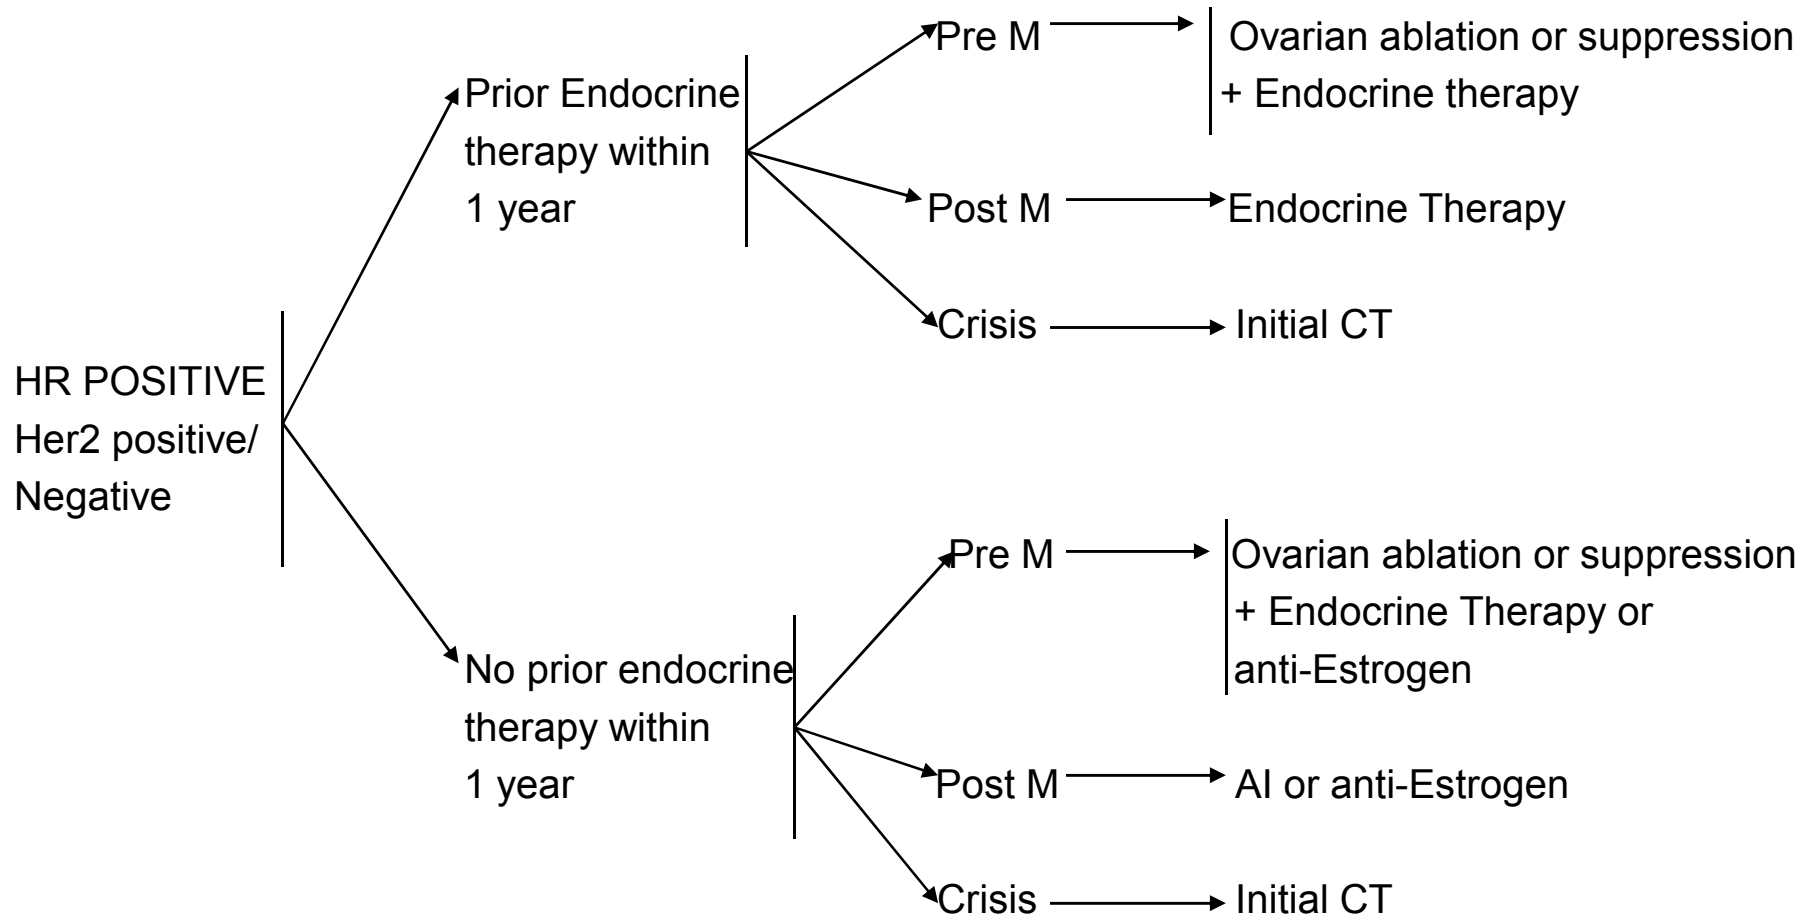 HR POSITIVE
Her2 positive/
Negative
Prior Endocrine
therapy within
1 year
Pre M
Ovarian ablation or suppression
+ Endocrine therapy
Post M
Endocrine Therapy
Crisis
Initial CT
No prior endocrine
therapy within
1 year
Pre M
Ovarian ablation or suppression
+ Endocrine Therapy or
anti-Estrogen
Post M
AI or anti-Estrogen
Crisis
Initial CT